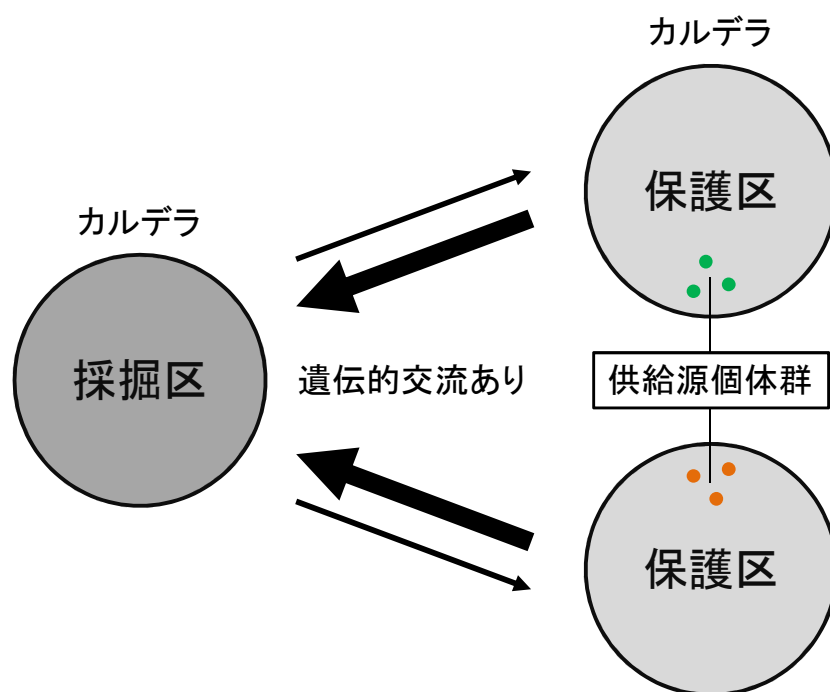 カルデラ
保護区
カルデラ
採掘区
遺伝的交流あり
供給源個体群
保護区